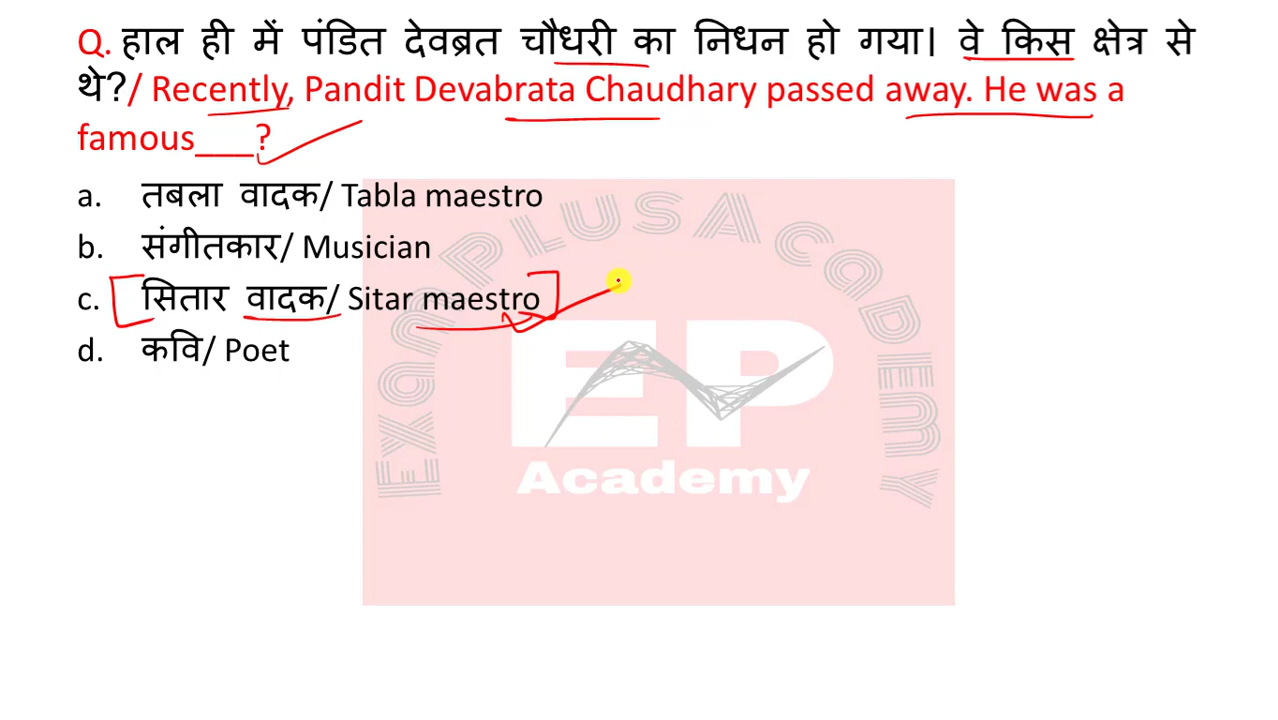 Q. हाल ही में पंडित देवब्रत चौधरी का निधन हो गया। वे किस क्षेत्र से
थे?/ Recently, Pandit Devabrata Chaudhary passed away. He was a
famous___?
a. तबला वादक/ Tabla maestro
b. संगीतकार/ Musician
c. सितार वादक/ Sitar maestro
d. कवि/ Poet
Exam PLUS ACADEMY
EP
Academy